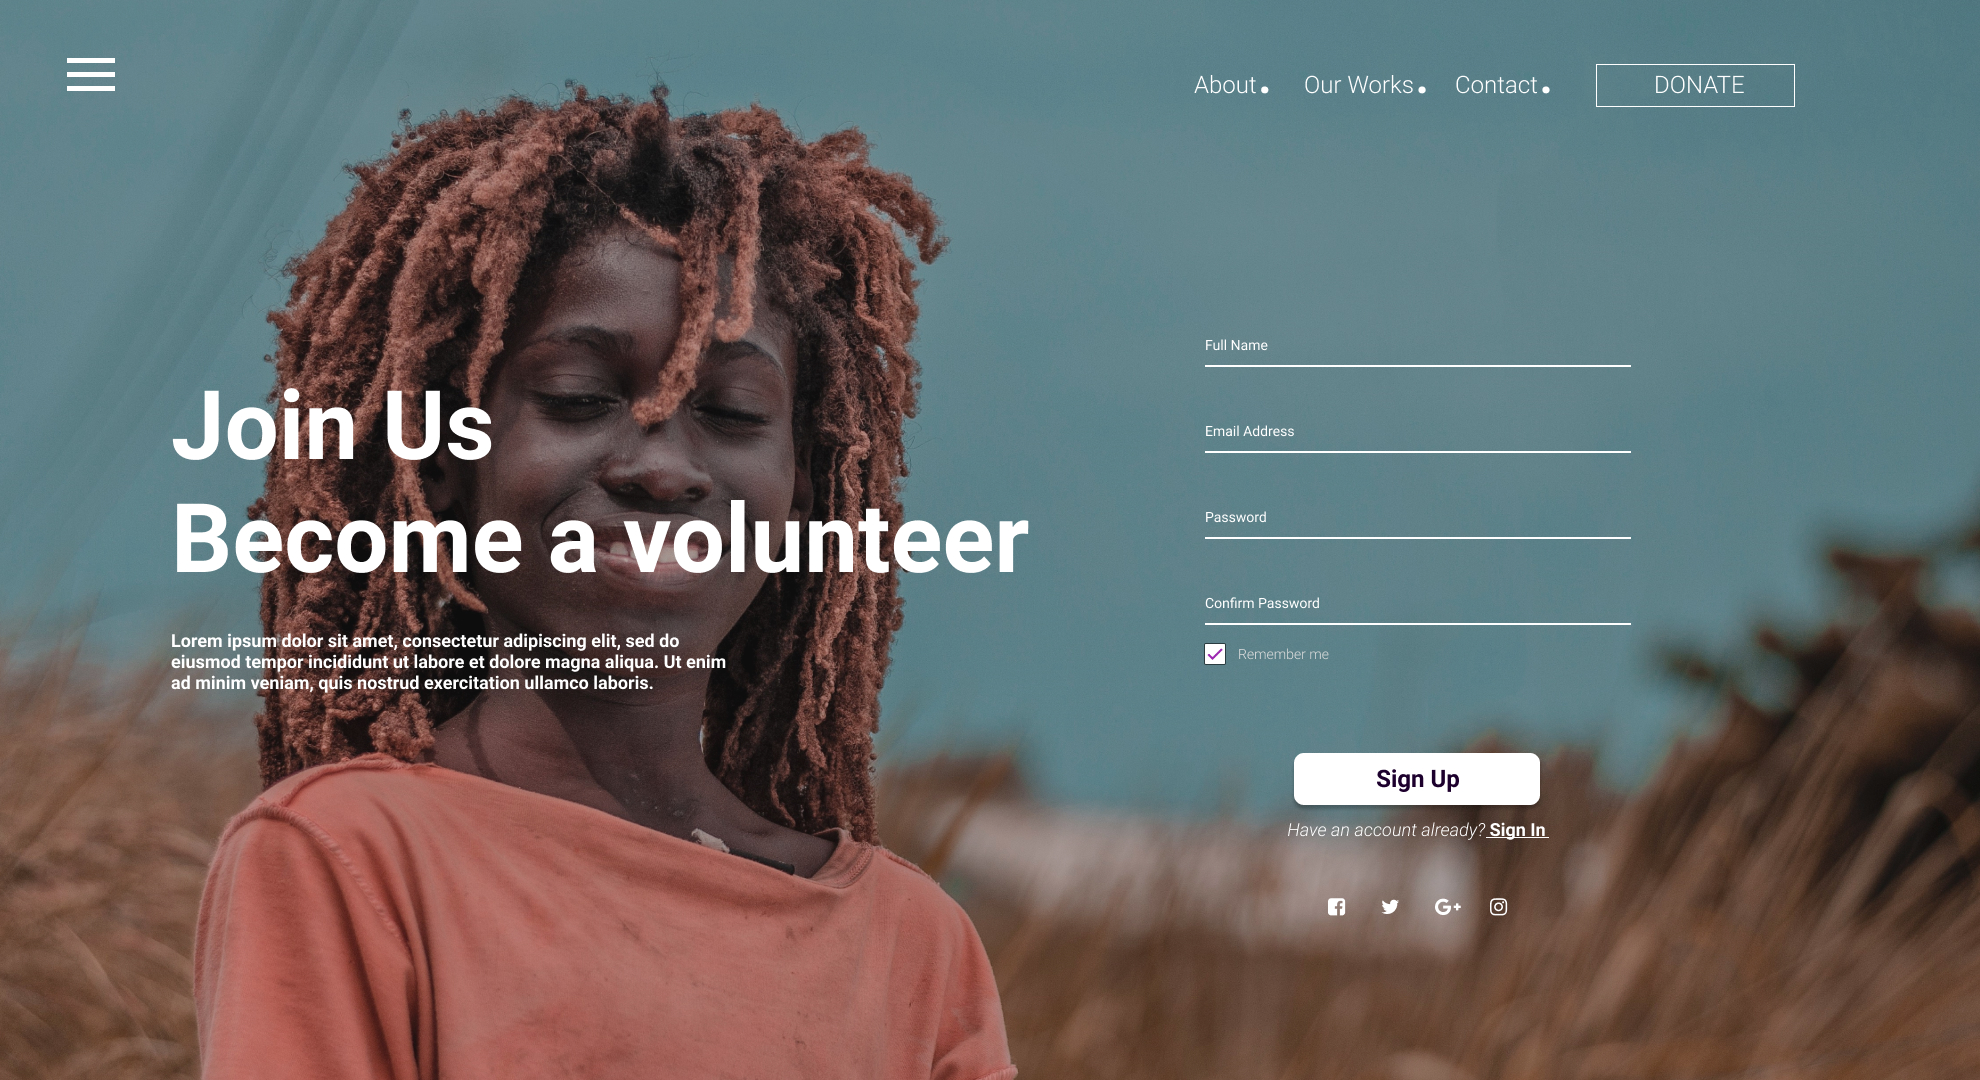 About.
Our Works.
Contact.
DONATE
Join Us
Become a volunteer
Lorem ipsum dolor sit amet, consectetur adipiscing elit, sed do
eiusmod tempor incididunt ut labore et dolore magna aliqua. Ut enim
ad minim veniam, quis nostrud exercitation ullamco laboris.
Full Name
Email Address
Password
Confirm Password
Remember me
Sign Up
Have an account already? Sign In
G+